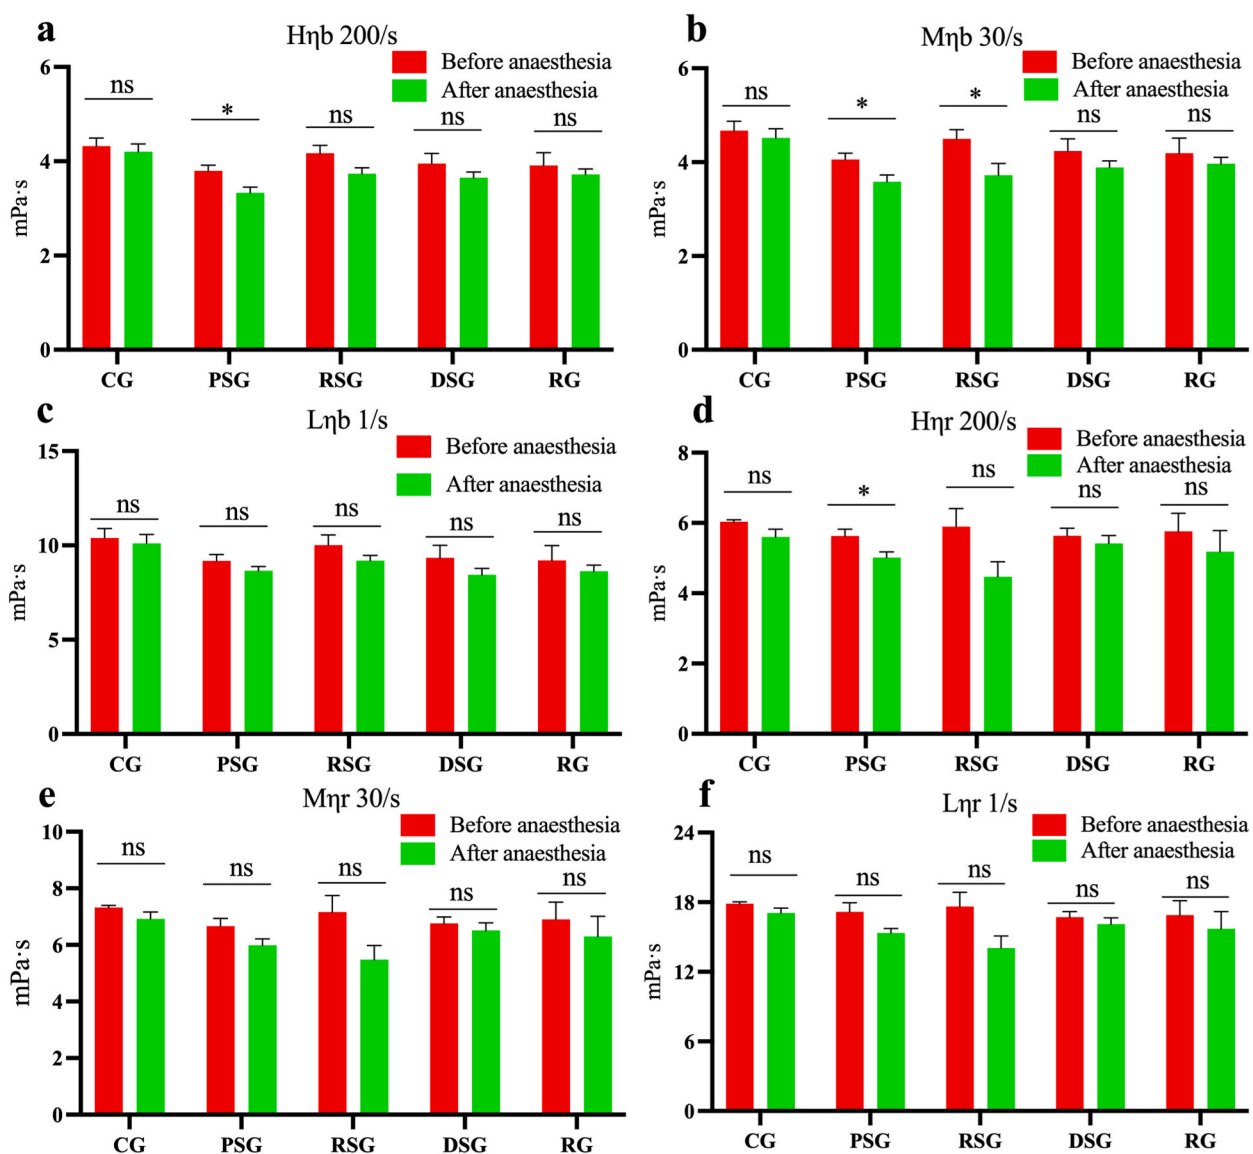 a
Hηb 200/s
Before anaesthesia
After anaesthesia
6
4
2
0
mPa·s
ns
*
ns
ns
ns
CG PSG RSG DSG RG
b
Mηb 30/s
Before anaesthesia
After anaesthesia
6
4
2
0
mPa·s
ns
*
*
ns
ns
CG PSG RSG DSG RG
c
Lηb 1/s
Before anaesthesia
After anaesthesia
15
10
5
0
mPa·s
ns
ns
ns
ns
ns
CG PSG RSG DSG RG
d
Hηr 200/s
Before anaesthesia
After anaesthesia
8
6
4
2
0
mPa·s
ns
*
ns
ns
ns
CG PSG RSG DSG RG
e
Mηr 30/s
Before anaesthesia
After anaesthesia
10
8
6
4
2
0
mPa·s
ns
ns
ns
ns
ns
CG PSG RSG DSG RG
f
Lηr 1/s
Before anaesthesia
After anaesthesia
24
18
12
6
0
mPa·s
ns
ns
ns
ns
ns
CG PSG RSG DSG RG